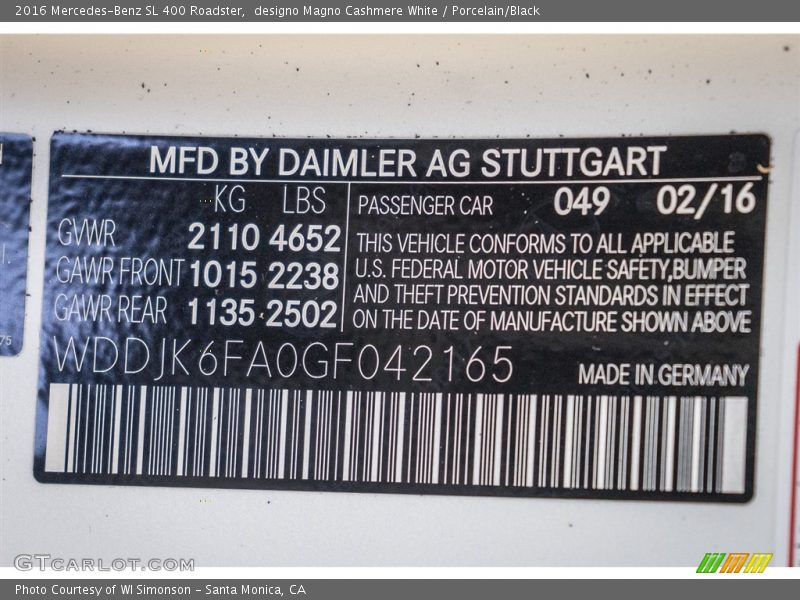 2016 Mercedes-Benz SL 400 Roadster,  designo Magno Cashmere White / Porcelain/Black
MFD BY DAIMLER AG STUTTGART
KG LBS
GVWR 2110 4652
GAWR FRONT 1015 2238
GAWR REAR 1135 2502
PASSENGER CAR 049 02/16
THIS VEHICLE CONFORMS TO ALL APPLICABLE
U.S. FEDERAL MOTOR VEHICLE SAFETY,BUMPER
AND THEFT PREVENTION STANDARDS IN EFFECT
ON THE DATE OF MANUFACTURE SHOWN ABOVE
WDDJK6FA0GF042165
MADE IN GERMANY
75
GTCARLOT.COM
Photo Courtesy of WI Simonson – Santa Monica, CA